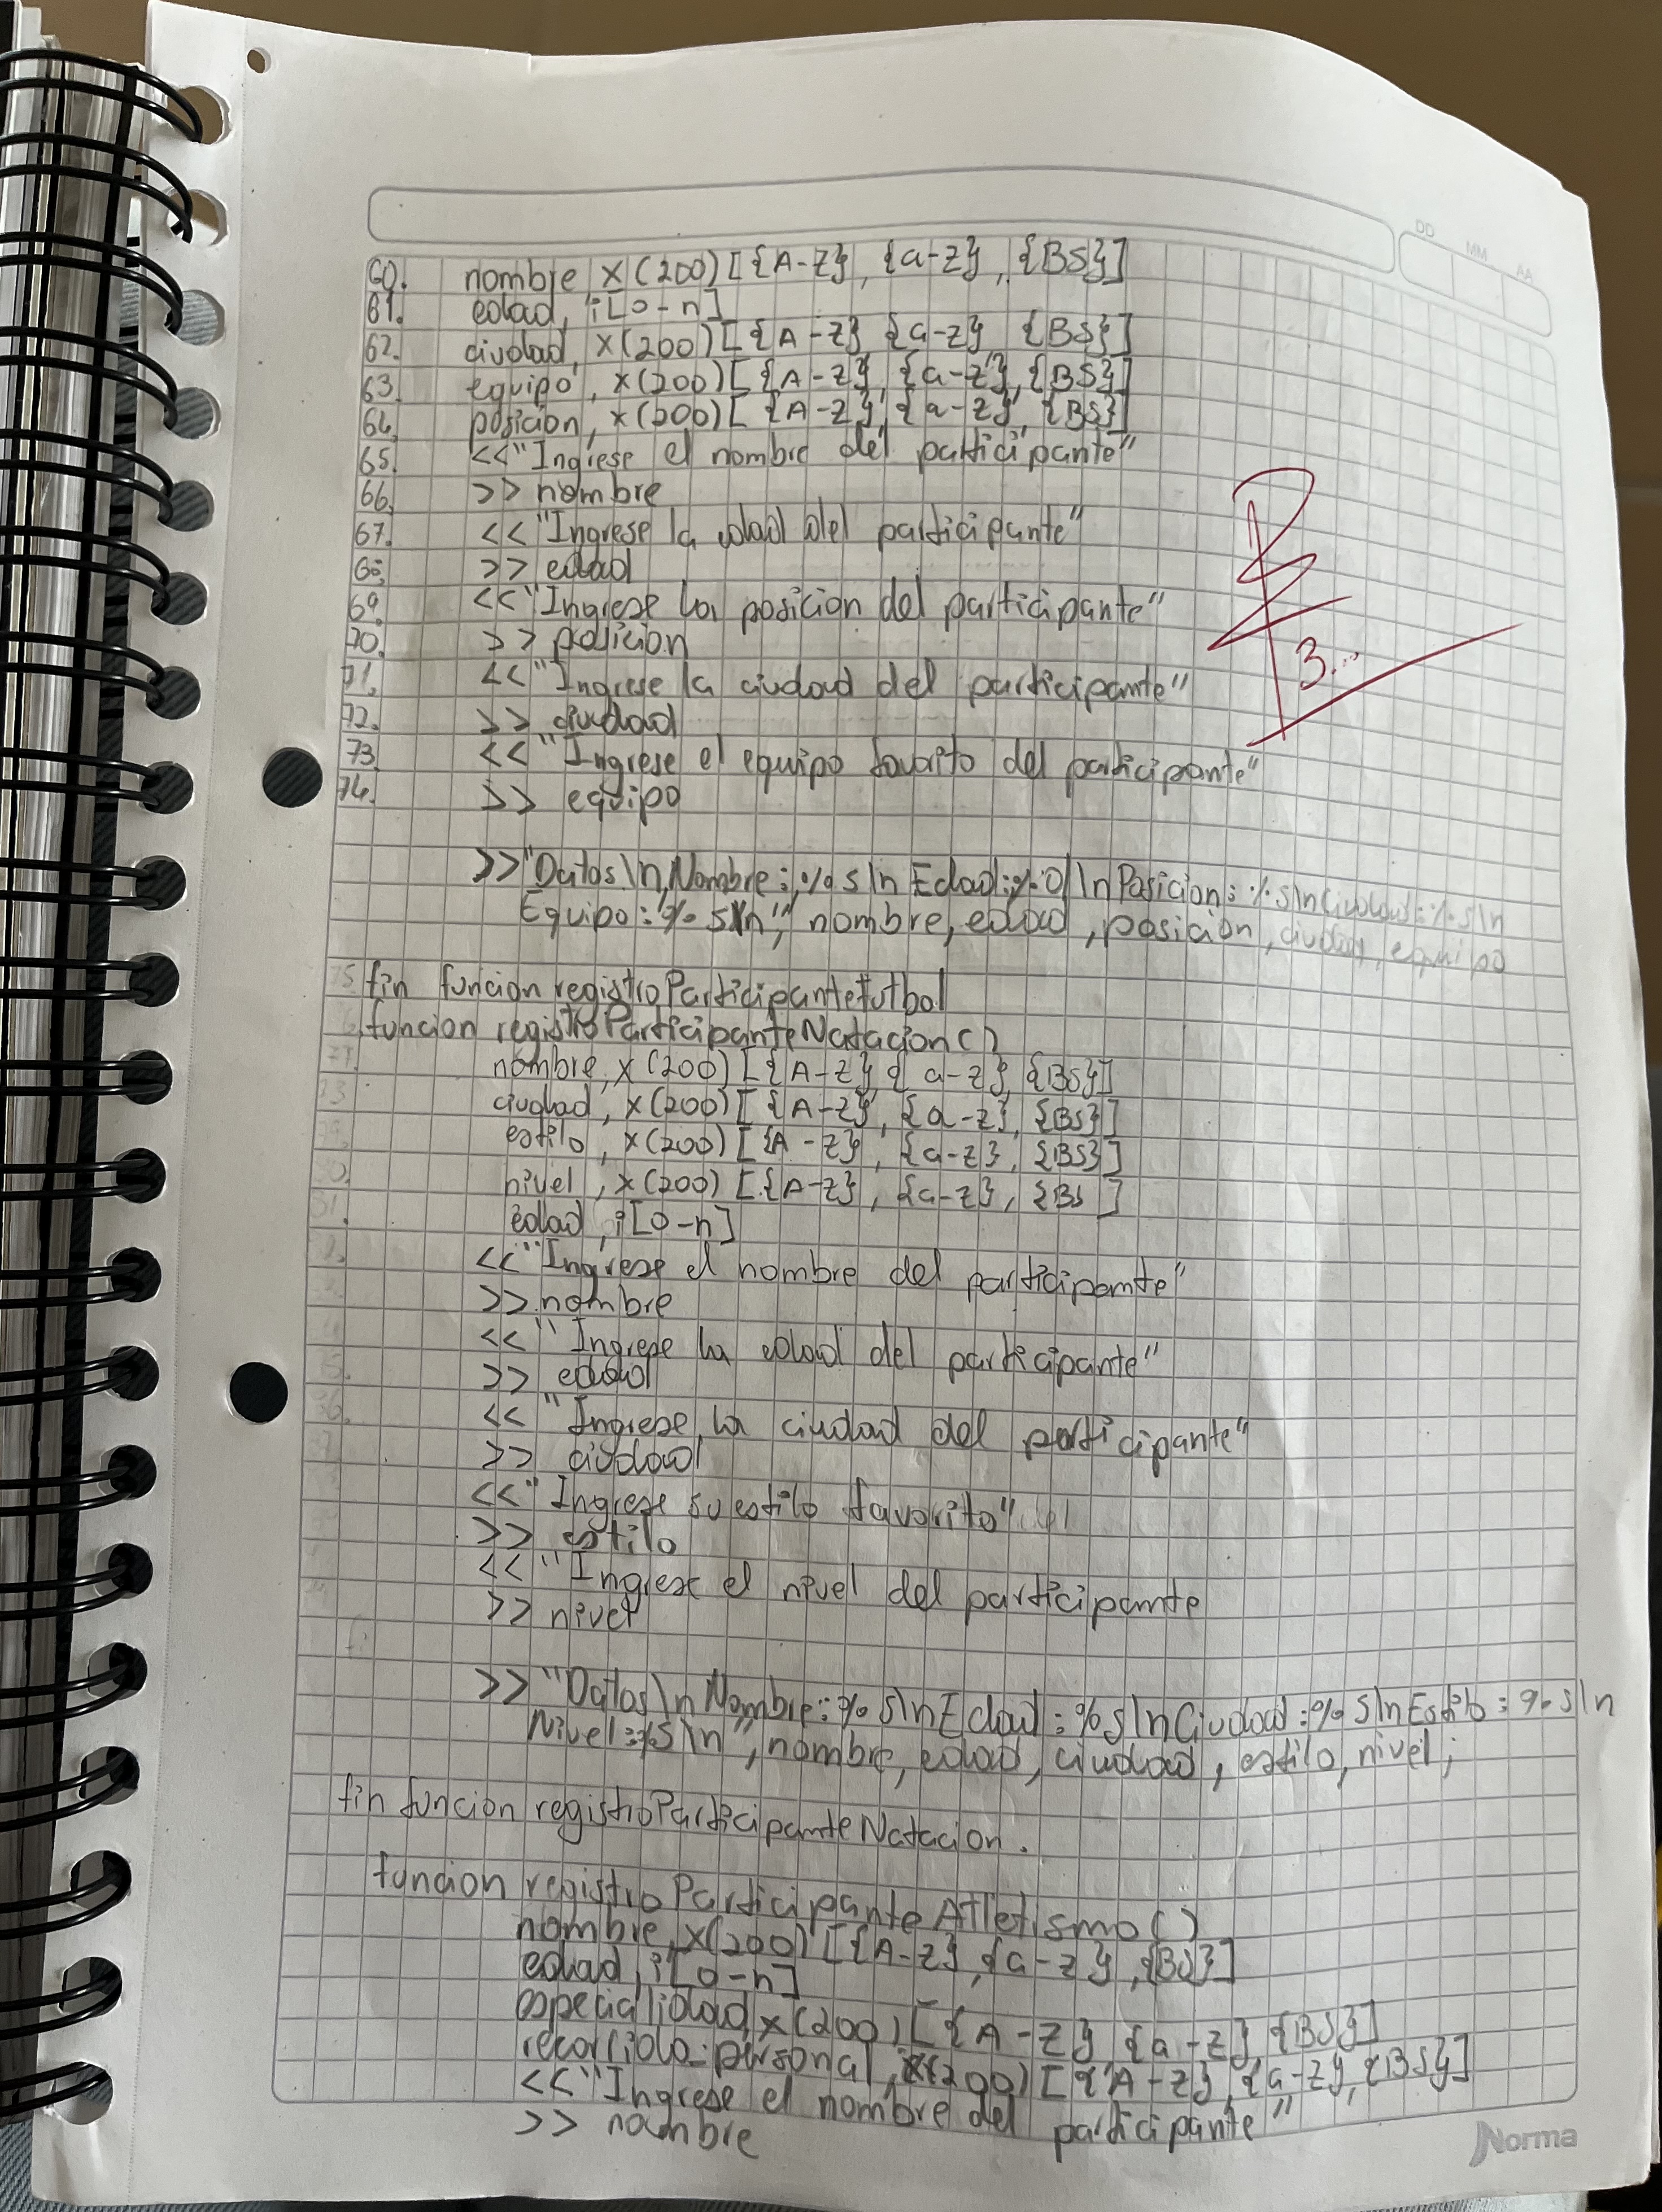 DD MM AA
60. nombre, X(200)[{A-Z}, {a-z}, {BS}]
61. edad, i[0-n]
62. ciudad, X(200)[{A-Z} {a-z} {BS}]
63. equipo, X(200)[{A-Z}, {a-z}, {BS}]
64. posicion, X(200)[{A-Z}, {a-z}, {BS}]
65. <<"Ingrese el nombre del participante"
66. >> nombre
67. <<"Ingrese la edad del participante"
68. >> edad
69. <<"Ingrese la posicion del participante"
70. >> posicion
71. <<"Ingrese la ciudad del participante"
72. >> ciudad
73 <<"Ingrese el equipo favorito del participante"
74. >> equipo
3...
>>"Datos\n Nombre: %s\n Edad: %d\n Posicion: %s\n Ciudad: %s\n
Equipo: %s\n", nombre, edad, posicion, ciudad, equipo
75 fin funcion registroParticipanteFutbol
funcion registroParticipanteNatacion()
77. nombre, X(200)[{A-Z} { a-z}, {BS}]
ciudad, X(200)[{A-Z}, {a-z}, {BS}]
estilo, X(200)[{A-Z}, {a-z}, {BS}]
nivel, X(200)[{A-Z}, {a-z}, {BS ]
edad, i[0-n]
<<"Ingrese el nombre del participante"
>> nombre
<<"Ingrese la edad del participante"
>> edad
<<"Ingrese la ciudad del participante"
>> ciudad
<<"Ingrese su estilo favorito"
>> estilo
<<"Ingrese el nivel del participante
>> nivel
>>"Datos\n Nombre: %s\n Edad: %s\n Ciudad: %s\n Estilo: %s\n
Nivel: %s\n", nombre, edad, ciudad, estilo, nivel;
fin funcion registroParticipanteNatacion.
funcion registroParticipanteAtletismo()
nombre, X(200)[{A-Z}, {a-z}, {BS}]
edad, i[0-n]
especialidad, X(200)[{A-Z} {a-z} {BS}]
personal, X(200)[{A-Z}, {a-z}, {BS}]
<<"Ingrese el nombre del participante"
>> nombre
Norma